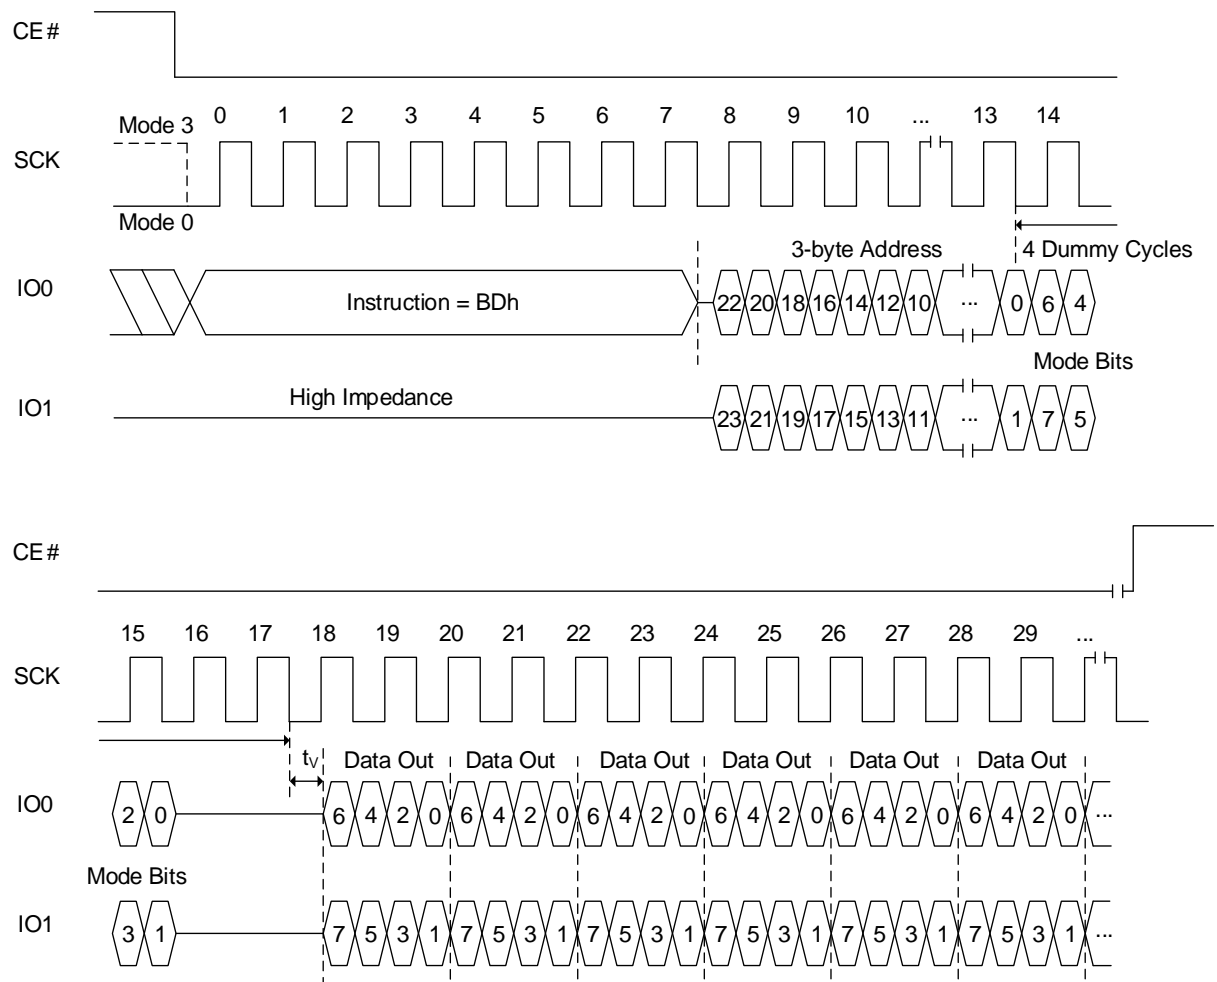 CE#
0 1 2 3 4 5 6 7 8 9 10 ... 13 14
Mode 3
SCK
Mode 0
3-byte Address 4 Dummy Cycles
IO0 Instruction = BDh 22 20 18 16 14 12 10 ... 0 6 4
Mode Bits
High Impedance
IO1 23 21 19 17 15 13 11 ... 1 7 5
CE#
15 16 17 18 19 20 21 22 23 24 25 26 27 28 29 ...
SCK
tV Data Out Data Out Data Out Data Out Data Out Data Out
IO0 2 0 6 4 2 0 6 4 2 0 6 4 2 0 6 4 2 0 6 4 2 0 6 4 2 0 ...
Mode Bits
IO1 3 1 7 5 3 1 7 5 3 1 7 5 3 1 7 5 3 1 7 5 3 1 7 5 3 1 ...